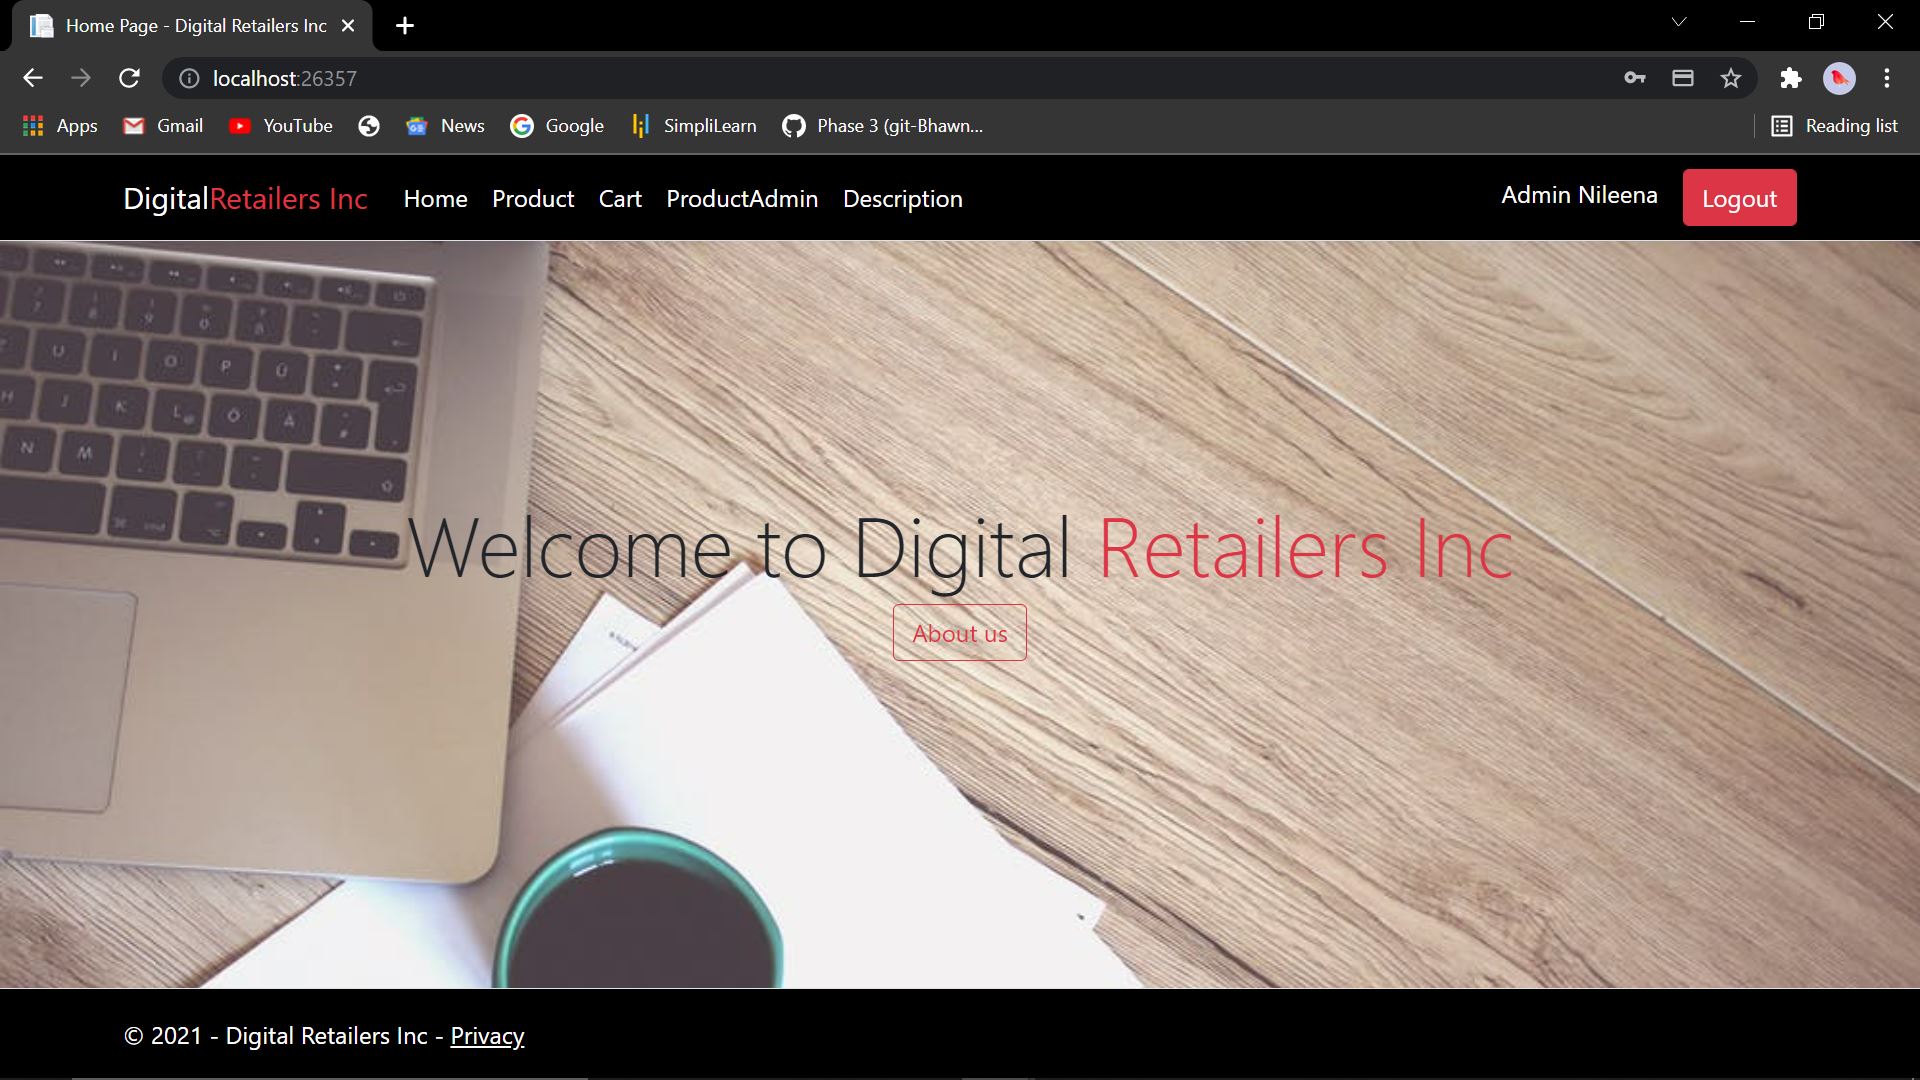 Home Page - Digital Retailers Inc
localhost:26357
Apps Gmail YouTube News Google SimpliLearn Phase 3 (git-Bhawn... Reading list
DigitalRetailers Inc Home Product Cart ProductAdmin Description Admin Nileena Logout
Welcome to Digital Retailers Inc
About us
© 2021 - Digital Retailers Inc - Privacy